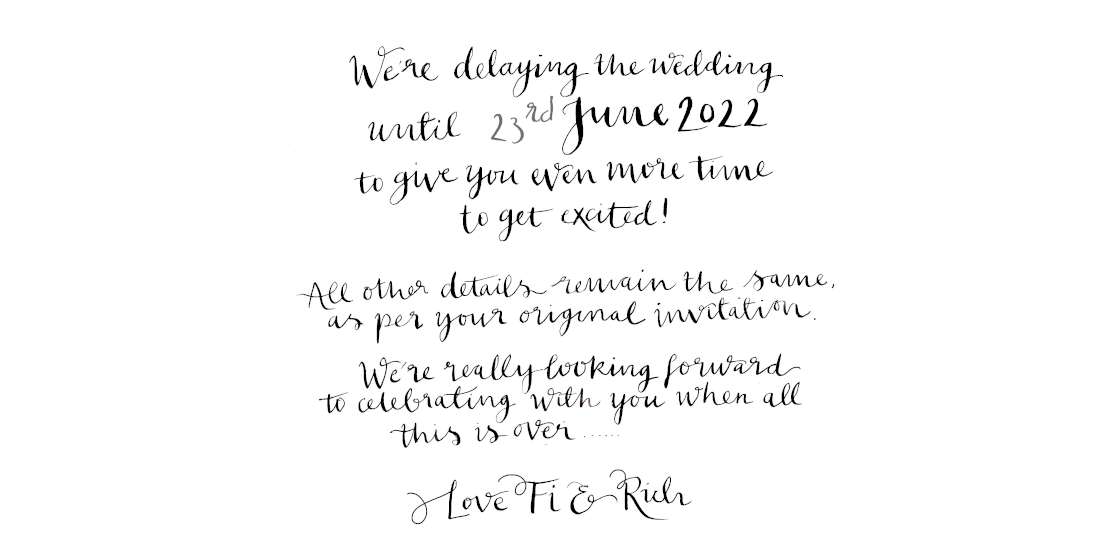 We're delaying the wedding
until 23rd June 2022
to give you even more time
to get excited!
All other details remain the same,
as per your original invitation.
We're really looking forward
to celebrating with you when all
this is over ......
Love Fi & Rich